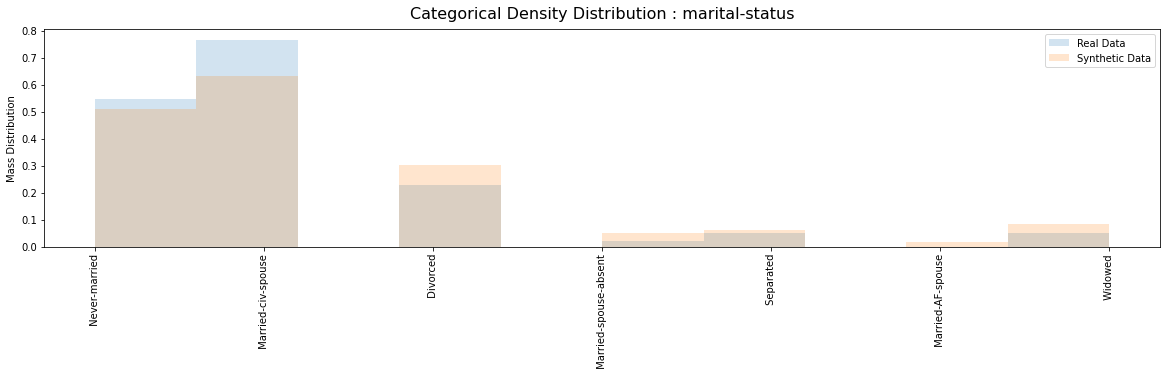 Categorical Density Distribution : marital-status
Real Data
Synthetic Data
Mass Distribution
0.8
0.7
0.6
0.5
0.4
0.3
0.2
0.1
0.0
Never-married
Married-civ-spouse
Divorced
Married-spouse-absent
Separated
Married-AF-spouse
Widowed